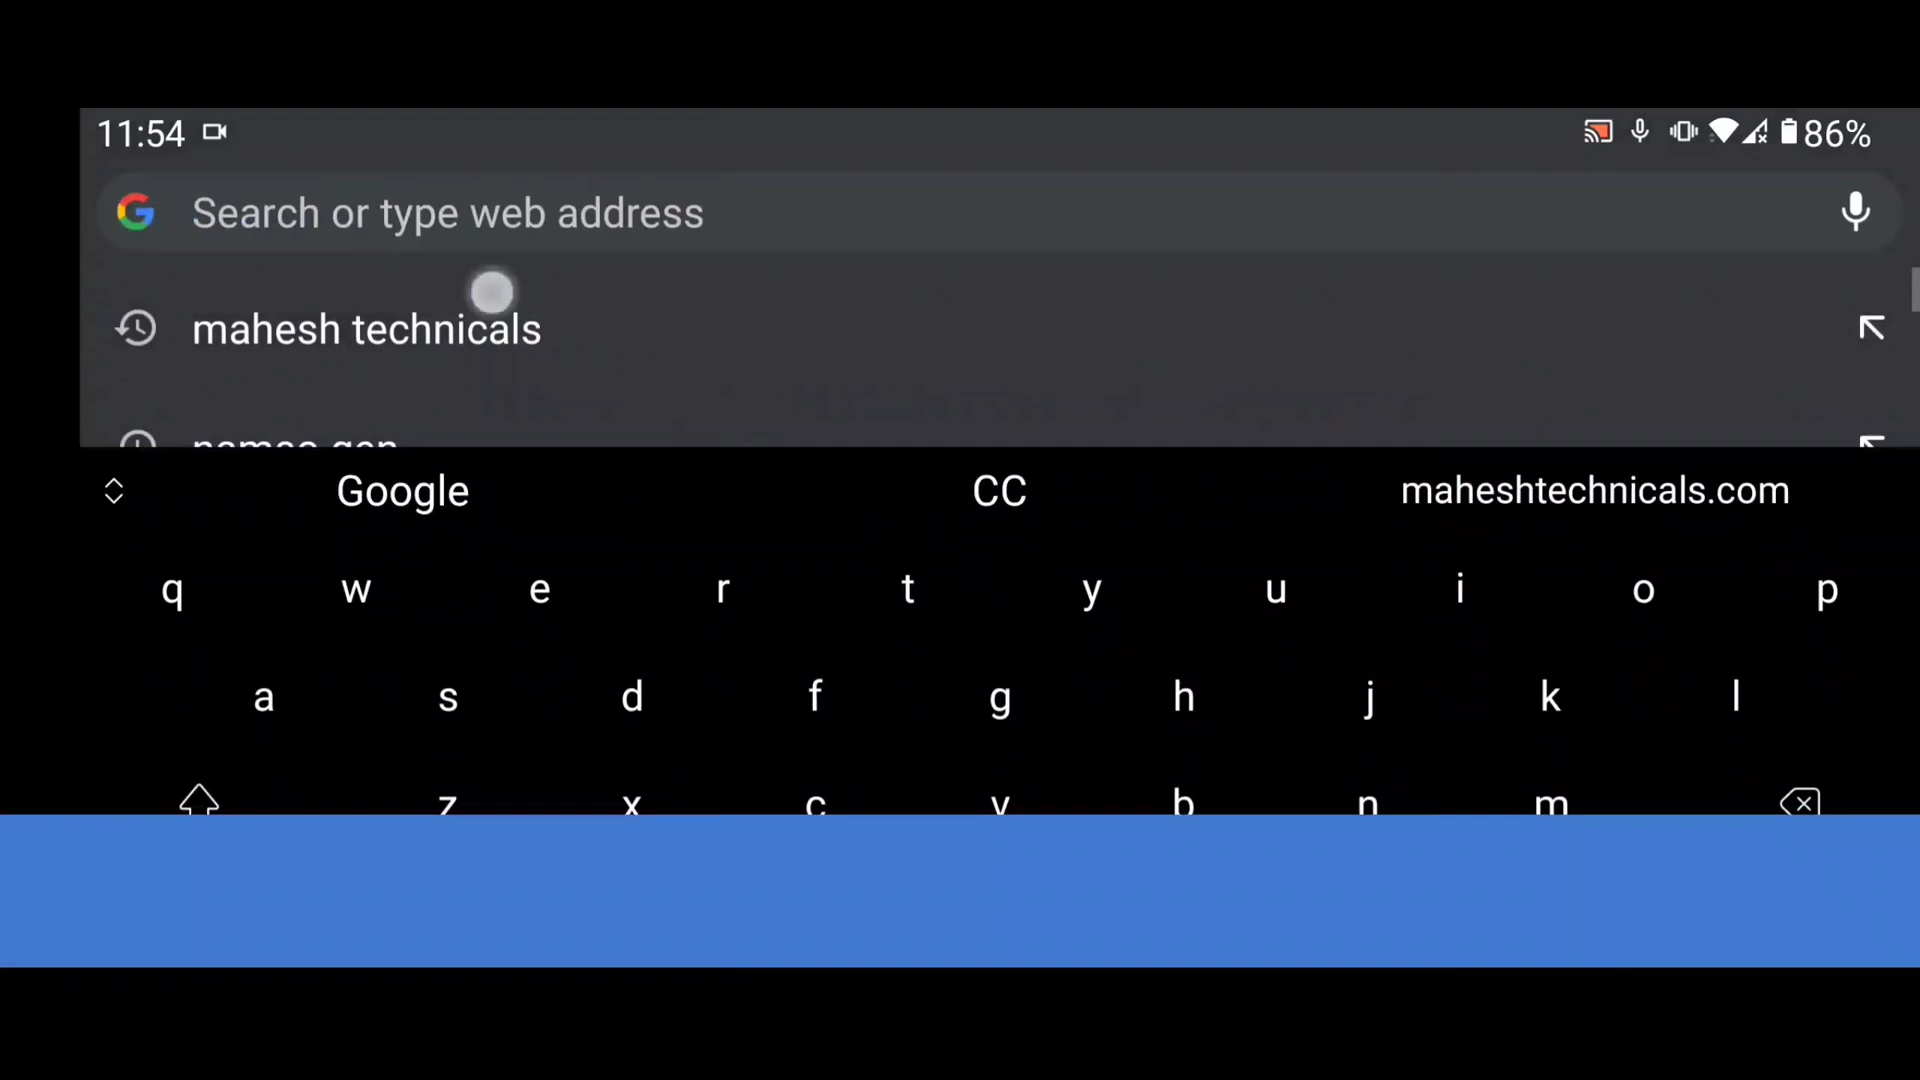 11:54 86%
Search or type web address
mahesh technicals
Google CC maheshtechnicals.com
q w e r t y u i o p
a s d f g h j k l
z x c v b n m